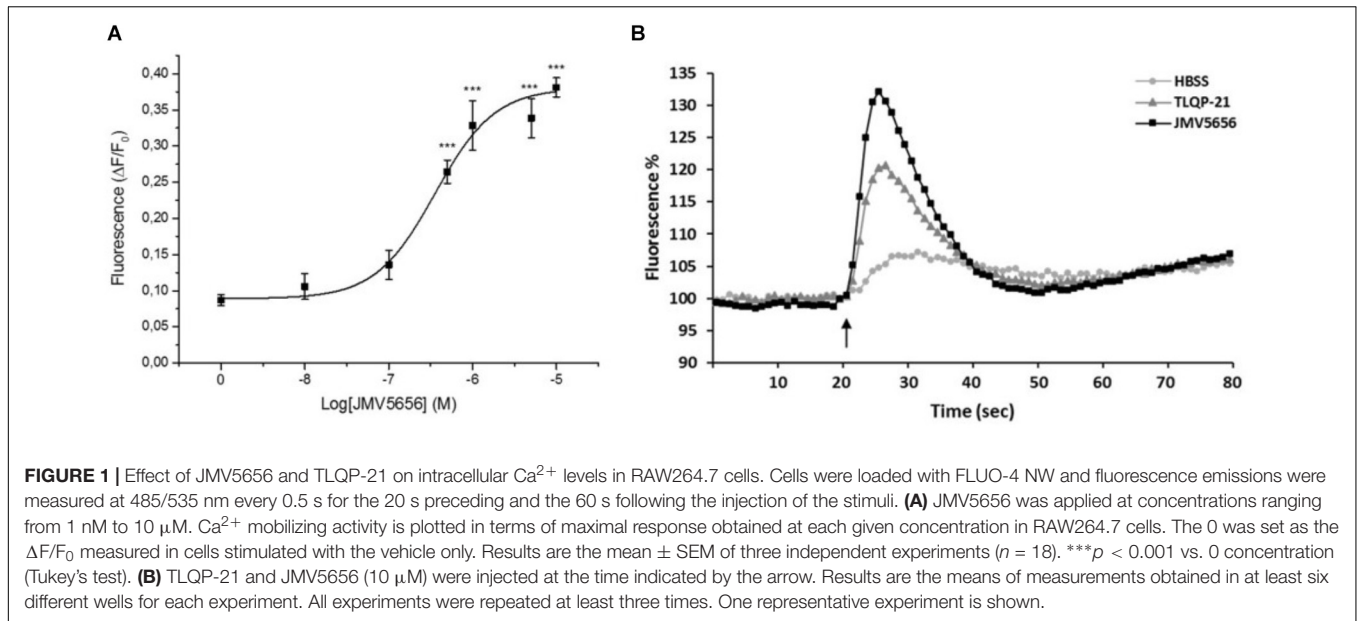 A
0,40
0,35
0,30
0,25
0,20
0,15
0,10
0,05
0,00
Fluorescence (ΔF/F₀)
***
***
***
***
0
-8
-7
-6
-5
Log[JMV5656] (M)
B
135
130
125
120
115
110
105
100
95
90
Fluorescence %
HBSS
TLQP-21
JMV5656
10
20
30
40
50
60
70
80
Time (sec)
FIGURE 1 | Effect of JMV5656 and TLQP-21 on intracellular Ca²⁺ levels in RAW264.7 cells. Cells were loaded with FLUO-4 NW and fluorescence emissions were
measured at 485/535 nm every 0.5 s for the 20 s preceding and the 60 s following the injection of the stimuli. (A) JMV5656 was applied at concentrations ranging
from 1 nM to 10 μM. Ca²⁺ mobilizing activity is plotted in terms of maximal response obtained at each given concentration in RAW264.7 cells. The 0 was set as the
ΔF/F₀ measured in cells stimulated with the vehicle only. Results are the mean ± SEM of three independent experiments (n = 18). ***p < 0.001 vs. 0 concentration
(Tukey's test). (B) TLQP-21 and JMV5656 (10 μM) were injected at the time indicated by the arrow. Results are the means of measurements obtained in at least six
different wells for each experiment. All experiments were repeated at least three times. One representative experiment is shown.